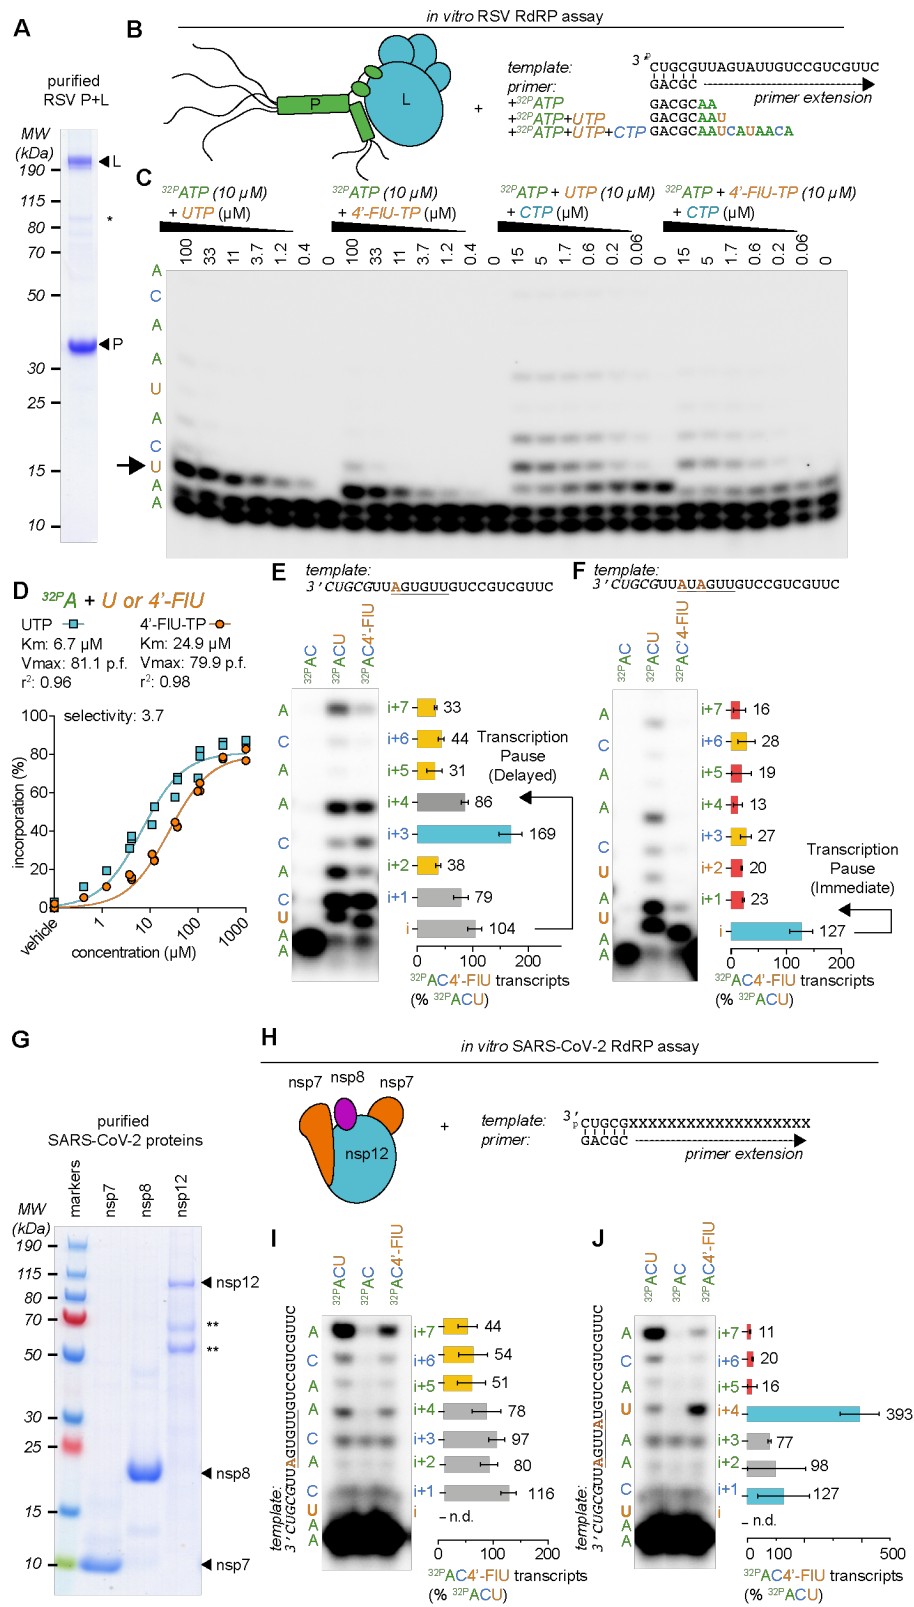 A
purified
RSV P+L
MW
(kDa)
190
115
80
70
50
30
25
15
10
L
*
P
B
in vitro RSV RdRP assay
P
L
+
template:
primer:
+32PATP
+32PATP+UTP
+32PATP+UTP+CTP
3'
p
CUGCGUUAGUAUUGUCCGUCGUUC
GACGC
primer extension
GACGCAA
GACGCAAU
GACGCAAUCAUAACA
C
32PATP (10 µM)
+ UTP (µM)
32PATP (10 µM)
+ 4'-FlU-TP (µM)
32PATP + UTP (10 µM)
+ CTP (µM)
32PATP + 4'-FlU-TP (10 µM)
+ CTP (µM)
100 33 11 3.7 1.2 0.4 0 100 33 11 3.7 1.2 0.4 0 15 5 1.7 0.6 0.2 0.06 0 15 5 1.7 0.6 0.2 0.06 0
A
C
A
A
U
A
C
U
A
A
D
32PA + U or 4'-FlU
UTP 4'-FlU-TP
Km: 6.7 µM Km: 24.9 µM
Vmax: 81.1 p.f. Vmax: 79.9 p.f.
r2: 0.96 r2: 0.98
selectivity: 3.7
incorporation (%)
100
80
60
40
20
0
vehicle 1 10 100 1000
concentration (µM)
E
template:
3'CUGCGUUAGUGUUGUCCGUCGUUC
32PAC
32PACU
32PAC4'-FlU
A i+7 33
C i+6 44
A i+5 31
A i+4 86
C i+3 169
A i+2 38
C i+1 79
U i 104
A
A
Transcription
Pause
(Delayed)
0 100 200
32PAC4'-FlU transcripts
(% 32PACU)
F
template:
3'CUGCGUUAUAGUUGUCCGUCGUUC
32PAC
32PACU
32PAC'4-FlU
A i+7 16
C i+6 28
A i+5 19
A i+4 13
C i+3 27
U i+2 20
A i+1 23
U i 127
A
A
Transcription
Pause
(Immediate)
0 100 200
32PAC4'-FlU transcripts
(% 32PACU)
G
purified
SARS-CoV-2 proteins
markers
nsp7
nsp8
nsp12
MW
(kDa)
190
115
80
70
50
30
25
15
10
nsp12
**
**
nsp8
nsp7
H
in vitro SARS-CoV-2 RdRP assay
nsp7
nsp8
nsp7
nsp12
+
template:
primer:
3'
p
CUGCGXXXXXXXXXXXXXXXXXXX
GACGC
primer extension
I
32PACU
32PAC
32PAC4'-FlU
template:
3'CUGCGUUAGUGUUGUCCGUCGUUC
A i+7 44
C i+6 54
A i+5 51
A i+4 78
C i+3 97
A i+2 80
C i+1 116
U i n.d.
A
A
0 100 200
32PAC4'-FlU transcripts
(% 32PACU)
J
32PACU
32PAC
32PAC4'-FlU
template:
3'CUGCGUUAGUUAUGUCCGUCGUUC
A i+7 11
C i+6 20
A i+5 16
U i+4 393
A i+3 77
A i+2 98
C i+1 127
U i n.d.
A
A
0 100 500
32PAC4'-FlU transcripts
(% 32PACU)